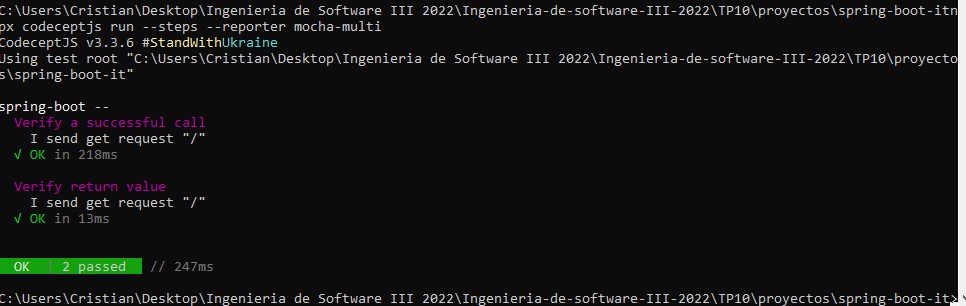 C:\Users\Cristian\Desktop\Ingenieria de Software III 2022\Ingenieria-de-software-III-2022\TP10\proyectos\spring-boot-itn
px codeceptjs run --steps --reporter mocha-multi
CodeceptJS v3.3.6 #StandWithUkraine
Using test root "C:\Users\Cristian\Desktop\Ingenieria de Software III 2022\Ingenieria-de-software-III-2022\TP10\proyecto
s\spring-boot-it"
spring-boot --
Verify a successful call
I send get request "/"
√ OK in 218ms
Verify return value
I send get request "/"
√ OK in 13ms
OK | 2 passed // 247ms
C:\Users\Cristian\Desktop\Ingenieria de Software III 2022\Ingenieria-de-software-III-2022\TP10\proyectos\spring-boot-it>